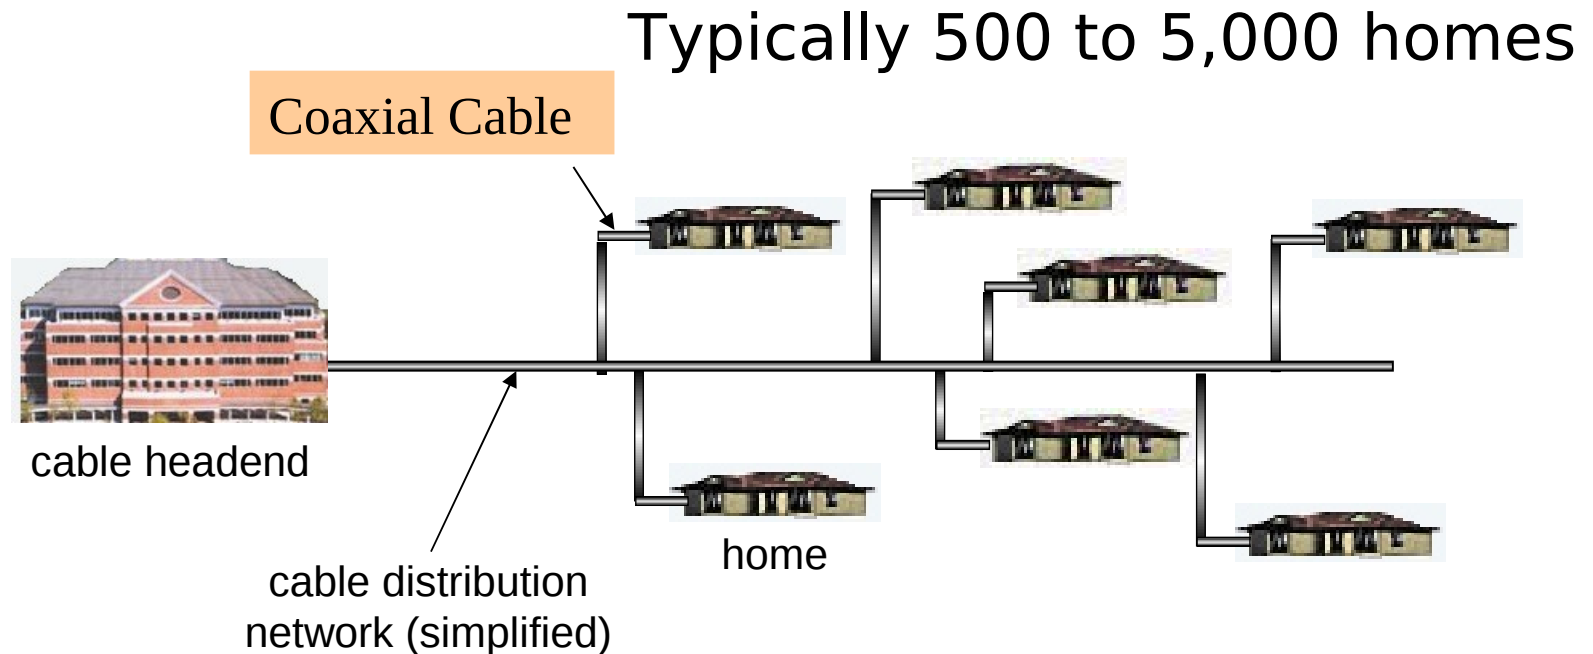 Typically 500 to 5,000 homes
Coaxial Cable
cable headend
home
cable distribution
network (simplified)